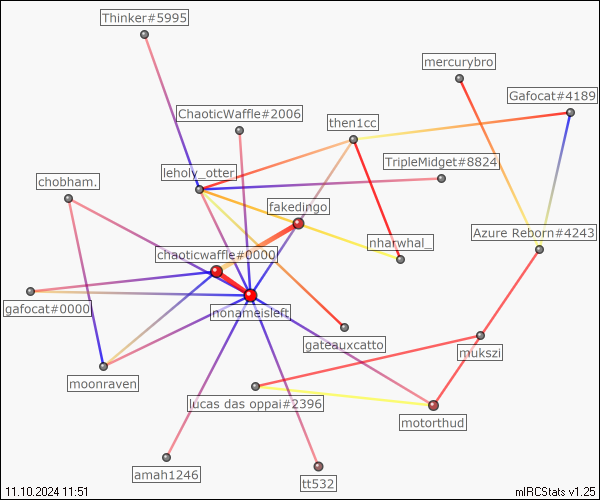 Thinker#5995
mercurybro
Gafocat#4189
ChaoticWaffle#2006
then1cc
TripleMidget#8824
leholy_otter
chobham.
fakedingo
Azure Reborn#4243
nharwhal_
chaoticwaffle#0000
gafocat#0000
nonameisleft
gateauxcatto
mukszi
moonraven
lucas das oppai#2396
motorthud
amah1246
tt532
11.10.2024 11:51
mIRCStats v1.25